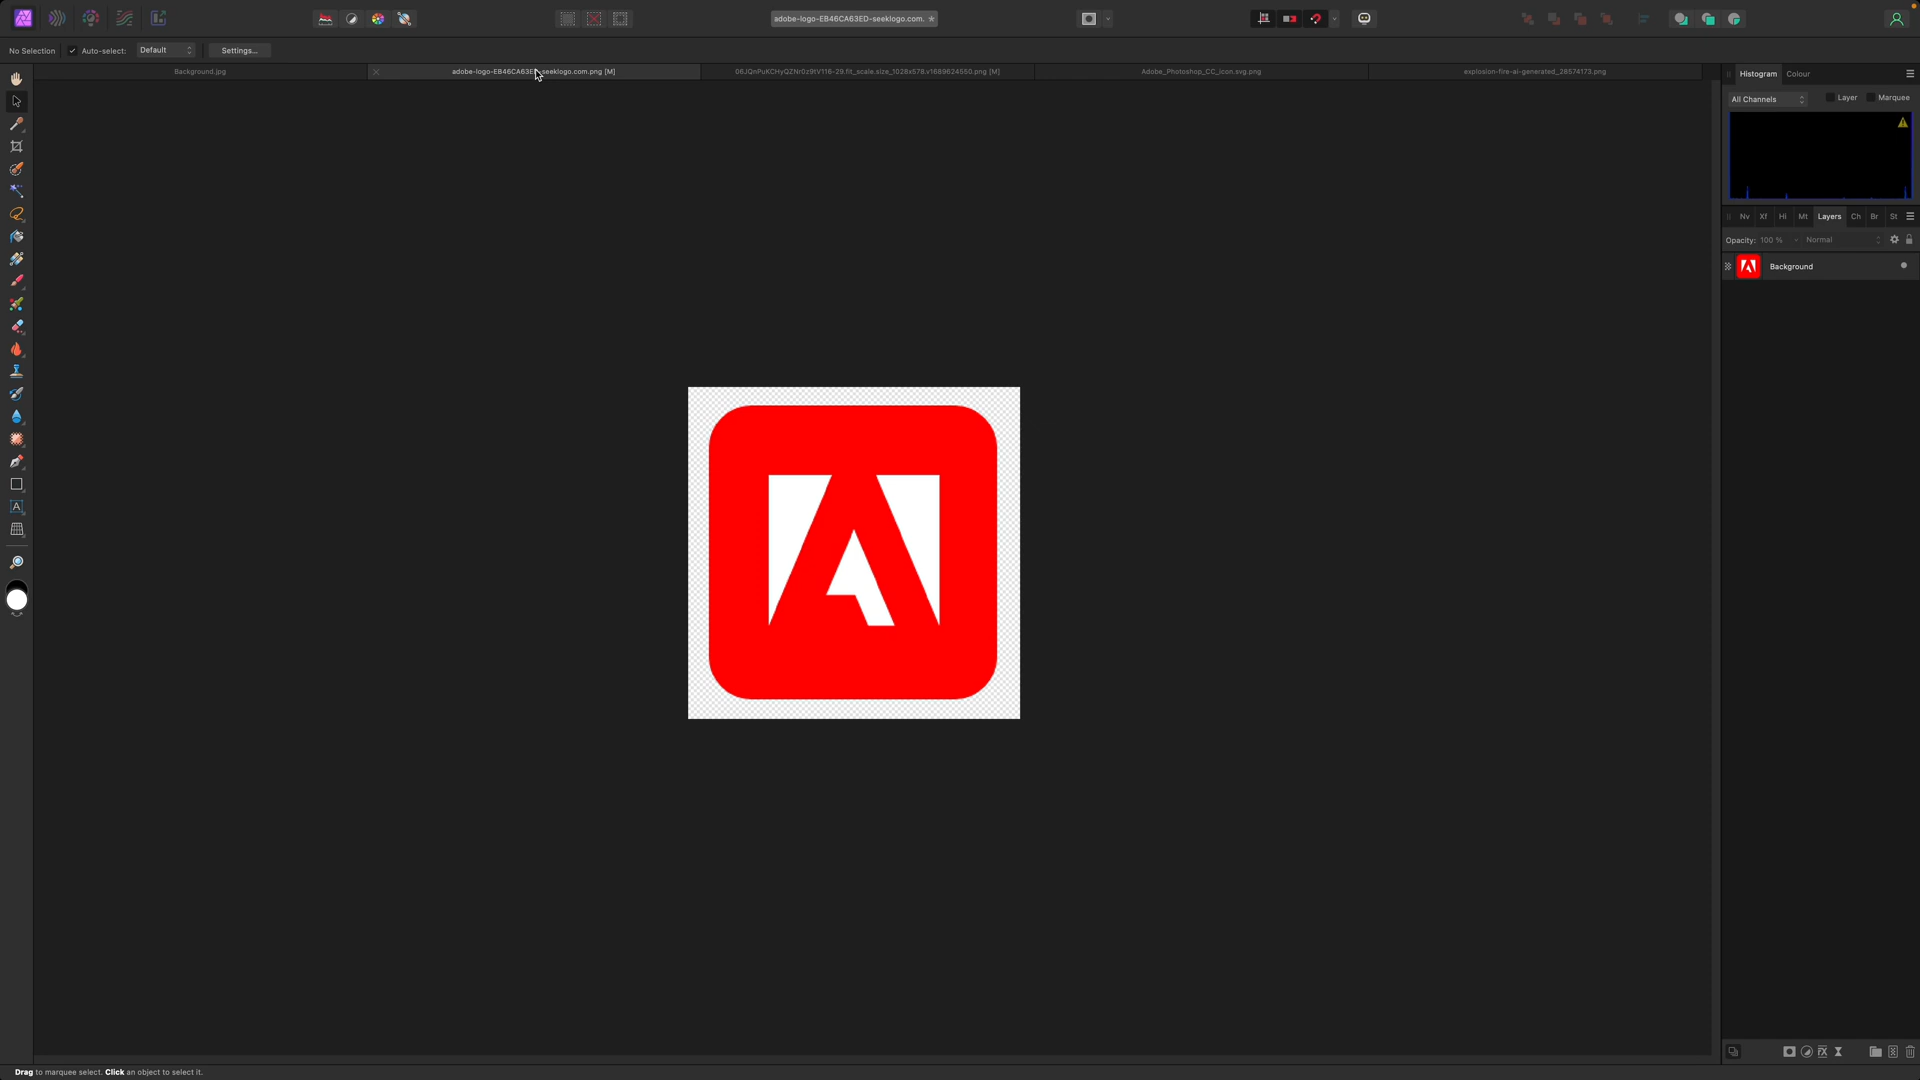 adobe-logo-EB46CA63ED-seeklogo.com. *
No Selection
Auto-select:
Default
Settings...
Background.jpg
adobe-logo-EB46CA63E seeklogo.com.png [M]
Adobe_Photoshop_CC_icon.svg.png
explosion-fire-ai-generated_28574173.png
Histogram
Colour
All Channels
Layer
Marquee
Nv
Xf
Hi
Mt
Layers
Ch
Br
St
Opacity: 100 %
Normal
Background
FX
Drag to marquee select. Click an object to select it.